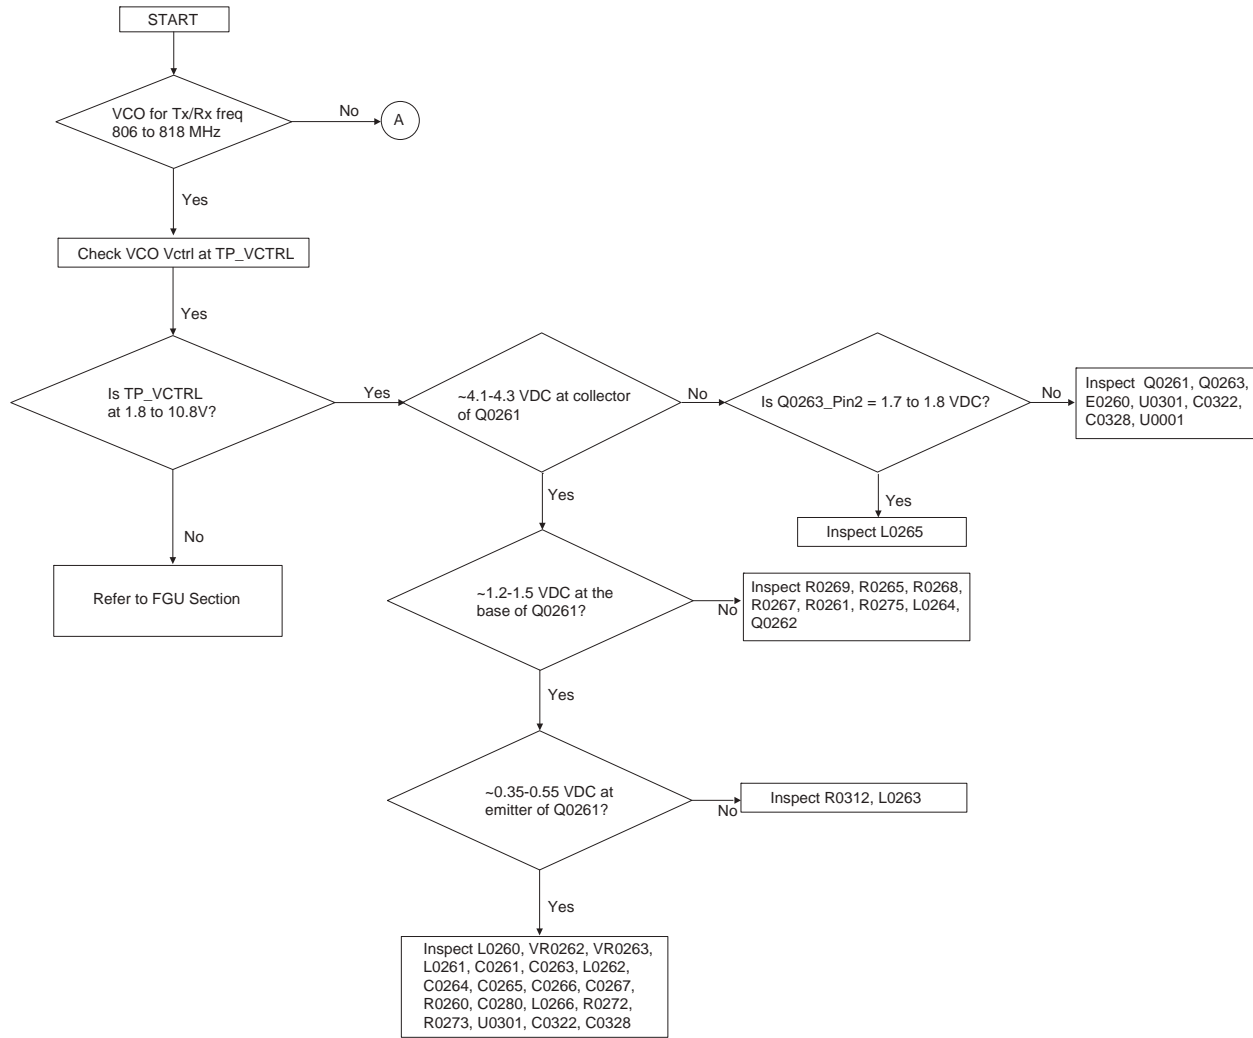 START
VCO for Tx/Rx freq
806 to 818 MHz
No
A
Yes
Check VCO Vctrl at TP_VCTRL
Yes
Is TP_VCTRL
at 1.8 to 10.8V?
Yes
~4.1-4.3 VDC at collector
of Q0261
No
Is Q0263_Pin2 = 1.7 to 1.8 VDC?
No
Inspect Q0261, Q0263,
E0260, U0301, C0322,
C0328, U0001
Yes
Inspect L0265
No
Refer to FGU Section
Yes
~1.2-1.5 VDC at the
base of Q0261?
No
Inspect R0269, R0265, R0268,
R0267, R0261, R0275, L0264,
Q0262
Yes
~0.35-0.55 VDC at
emitter of Q0261?
No
Inspect R0312, L0263
Yes
Inspect L0260, VR0262, VR0263,
L0261, C0261, C0263, L0262,
C0264, C0265, C0266, C0267,
R0260, C0280, L0266, R0272,
R0273, U0301, C0322, C0328